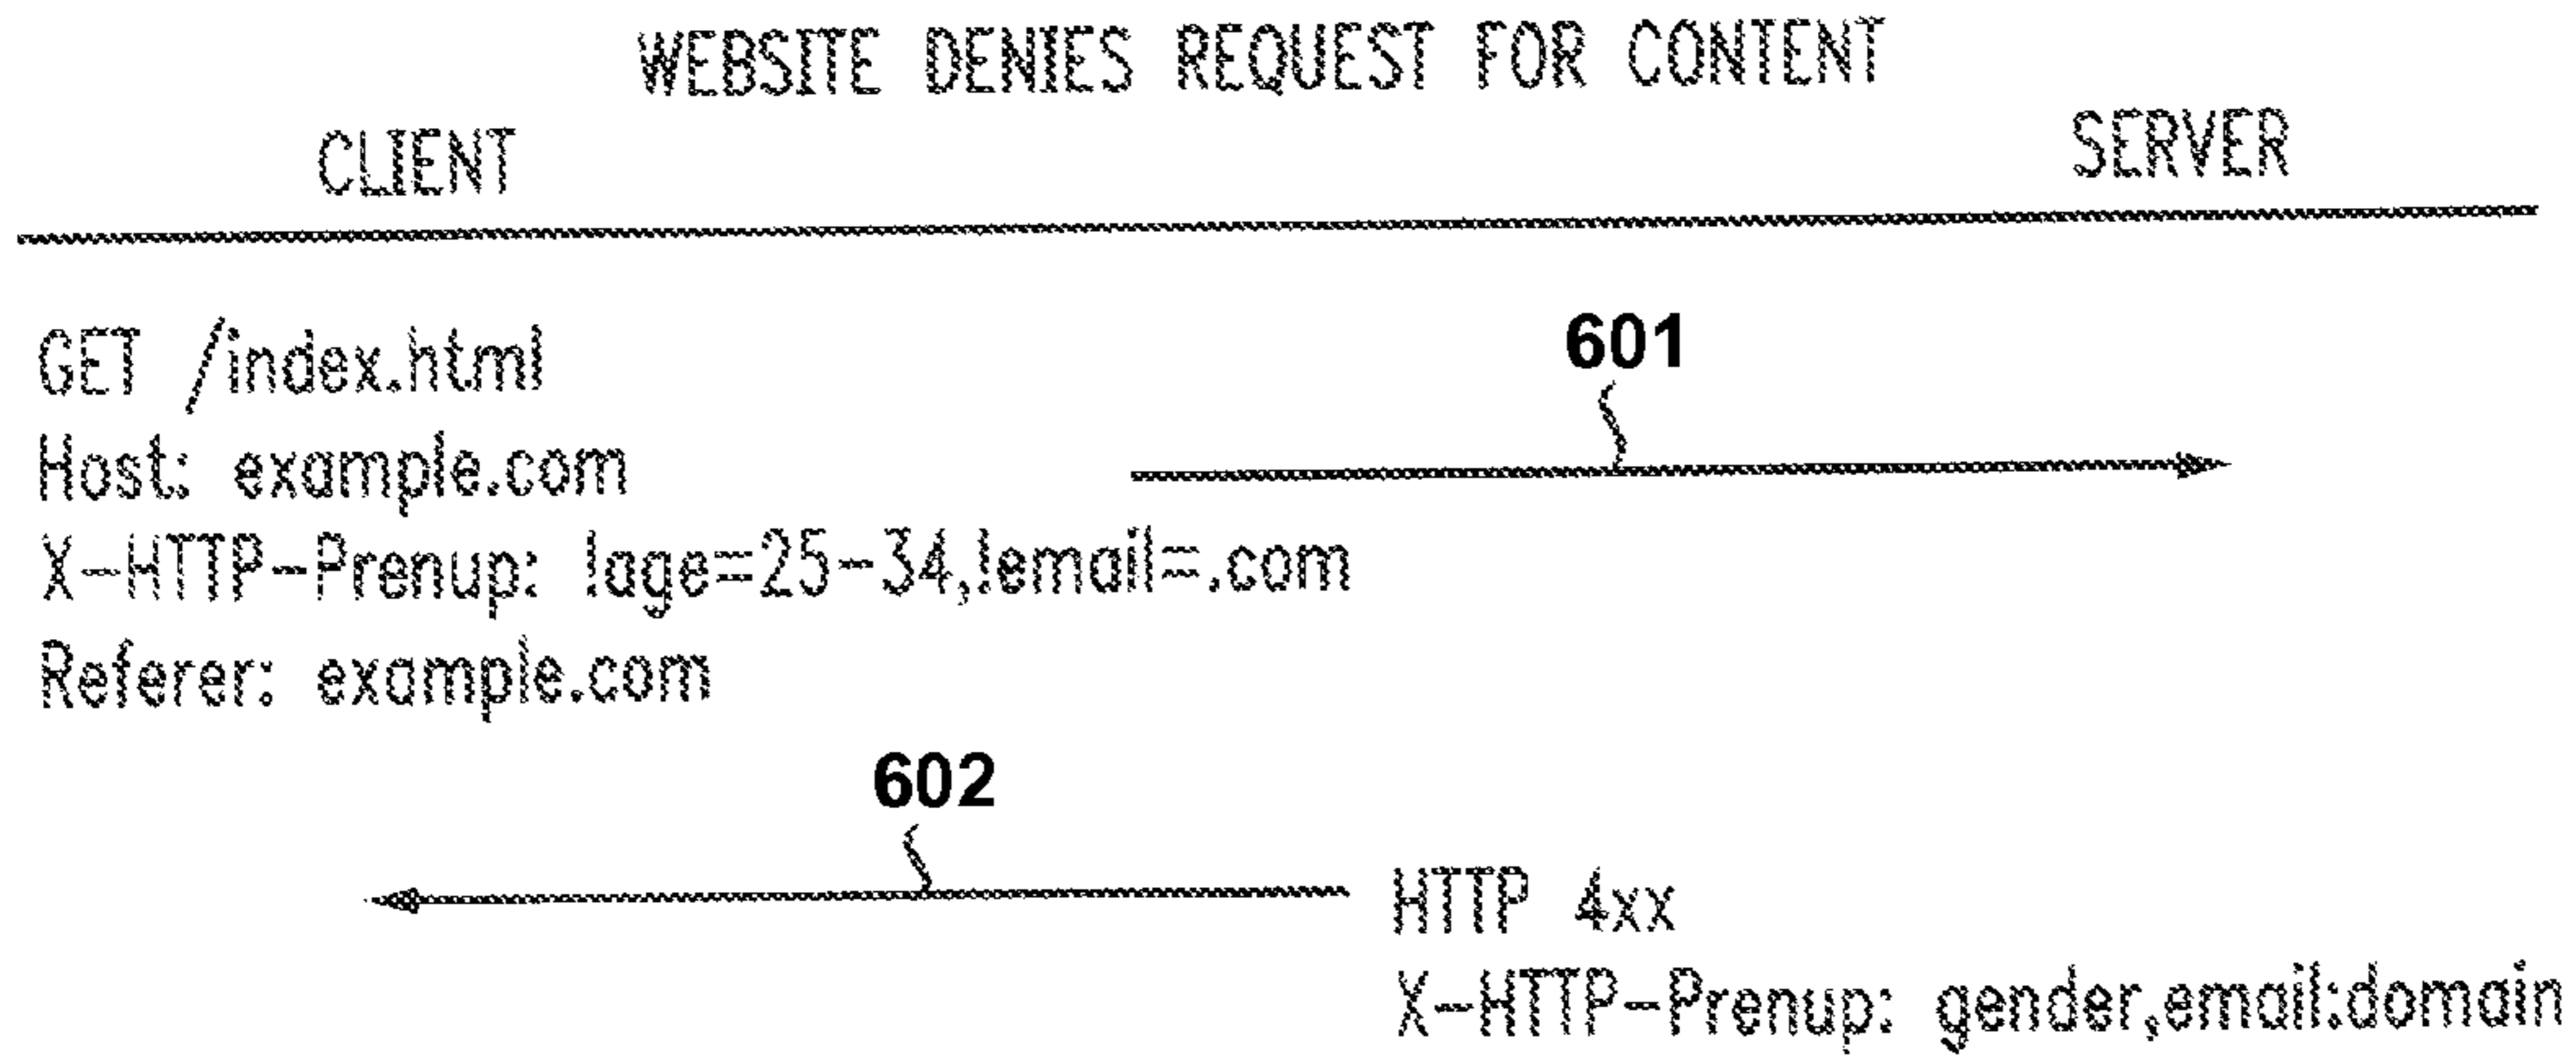 WEBSITE DENIES REQUEST FOR CONTENT
CLIENT SERVER
601
GET /index.html
Host: example.com
X-HTTP-Prenup: !age=25-34,!email=.com
Referer: example.com
602
HTTP 4xx
X-HTTP-Prenup: gender,email:domain